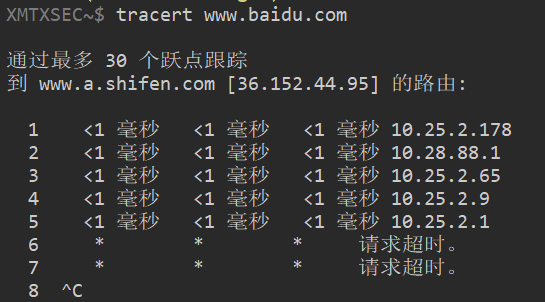 XMTXSEC~$ tracert www.baidu.com
通过最多 30 个跃点跟踪
到 www.a.shifen.com [36.152.44.95] 的路由:
1 <1 毫秒 <1 毫秒 <1 毫秒 10.25.2.178
2 <1 毫秒 <1 毫秒 <1 毫秒 10.28.88.1
3 <1 毫秒 <1 毫秒 <1 毫秒 10.25.2.65
4 <1 毫秒 <1 毫秒 <1 毫秒 10.25.2.9
5 <1 毫秒 <1 毫秒 <1 毫秒 10.25.2.1
6 * * * 请求超时。
7 * * * 请求超时。
8 ^C